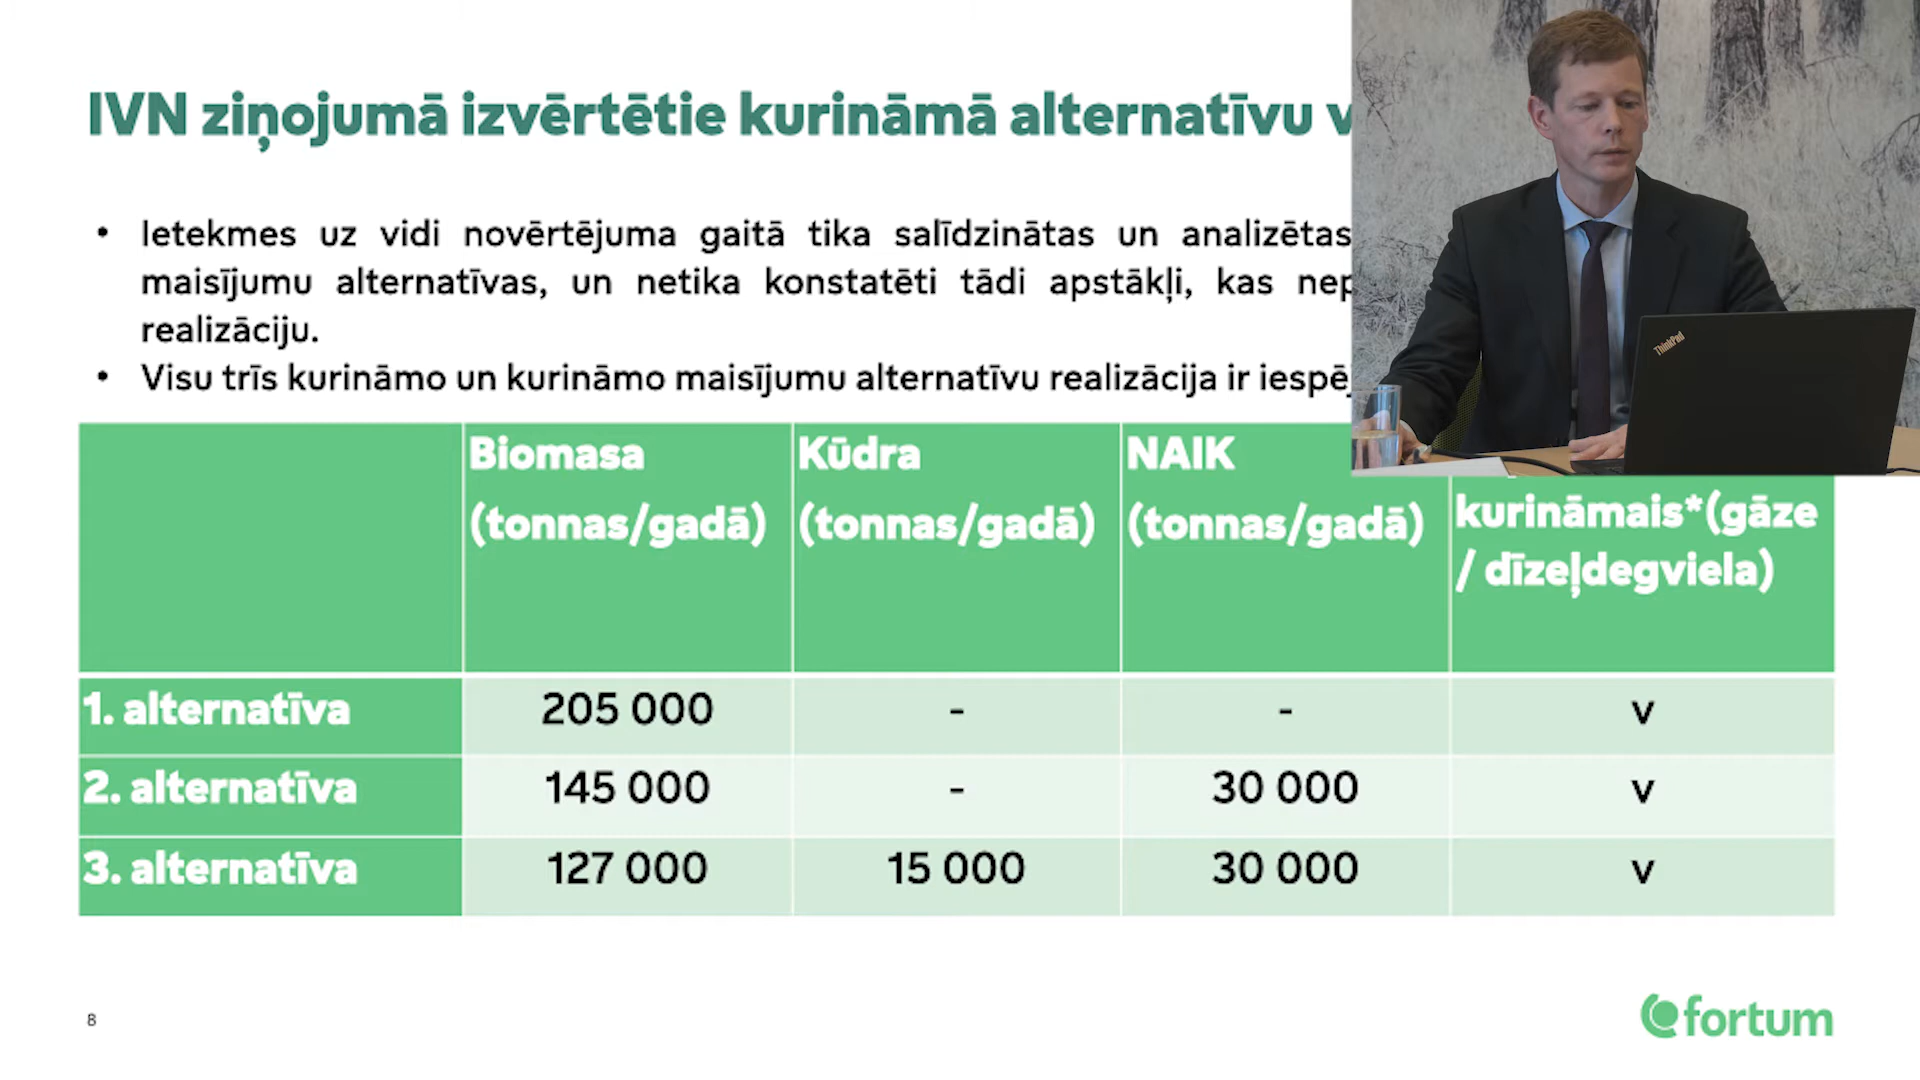 IVN ziņojumā izvērtētie kurināmā alternatīvu
Ietekmes uz vidi novērtējuma gaitā tika salīdzinātas un analizētas
maisījumu alternatīvas, un netika konstatēti tādi apstākļi, kas
realizāciju.
Visu trīs kurināmo un kurināmo maisījumu alternatīvu realizācija ir
Biomasa (tonnas/gadā)
Kūdra (tonnas/gadā)
NAIK (tonnas/gadā)
kurināmais*(gāze
/ dīzeļdegviela)
1. alternatīva 205 000 - - v
2. alternatīva 145 000 - 30 000 v
3. alternatīva 127 000 15 000 30 000 v
ThinkPad
8
fortum